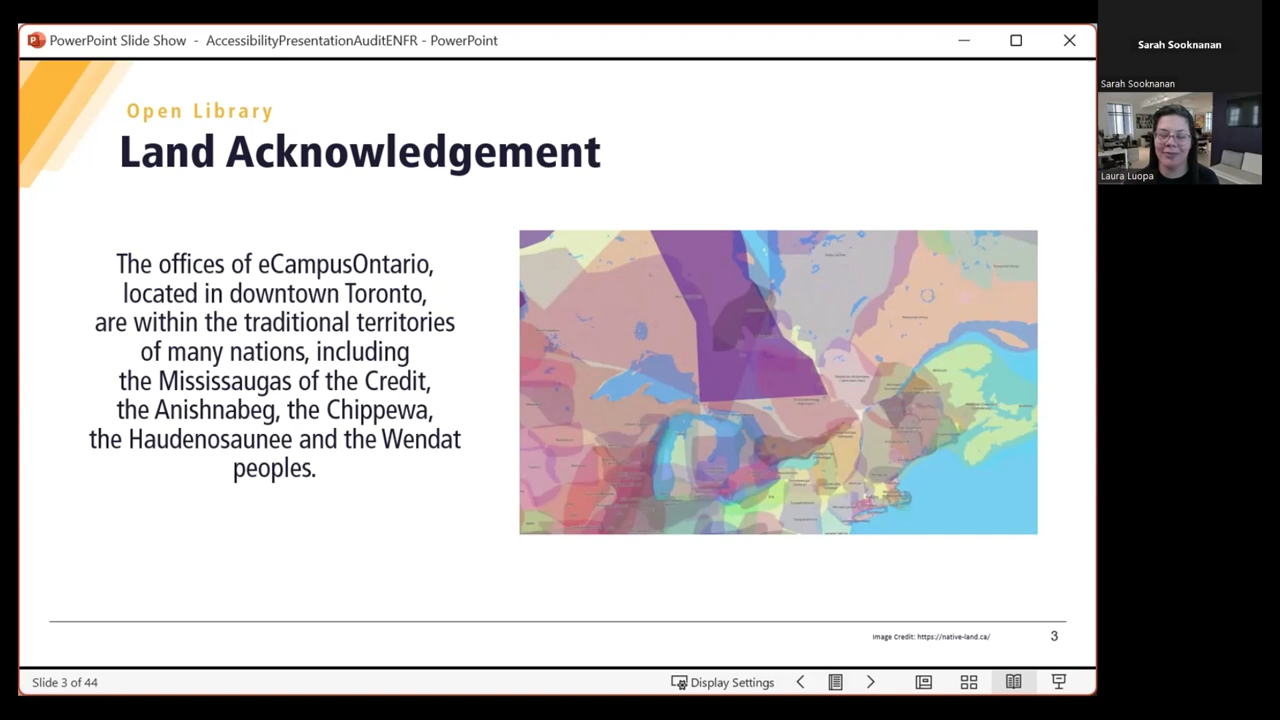 PowerPoint Slide Show - AccessibilityPresentationAuditENFR - PowerPoint
Open Library
Land Acknowledgement
The offices of eCampusOntario,
located in downtown Toronto,
are within the traditional territories
of many nations, including
the Mississaugas of the Credit,
the Anishnabeg, the Chippewa,
the Haudenosaunee and the Wendat
peoples.
Image Credit: https://native-land.ca/
3
Slide 3 of 44
Display Settings
Sarah Sooknanan
Sarah Sooknanan
Laura Luopa